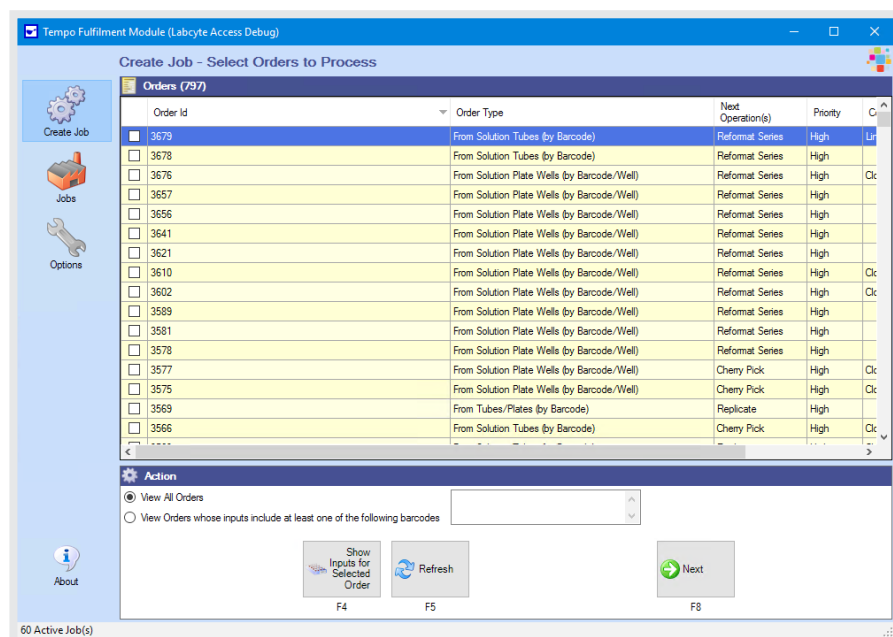 Tempo Fulfilment Module (Labcyte Access Debug)
Create Job - Select Orders to Process
Orders (797)
Order Id Order Type Next Operation(s) Priority
3679 From Solution Tubes (by Barcode) Reformat Series High
3678 From Solution Tubes (by Barcode) Reformat Series High
3676 From Solution Plate Wells (by Barcode/Well) Reformat Series High
3657 From Solution Plate Wells (by Barcode/Well) Reformat Series High
3656 From Solution Plate Wells (by Barcode/Well) Reformat Series High
3641 From Solution Plate Wells (by Barcode/Well) Reformat Series High
3621 From Solution Plate Wells (by Barcode/Well) Reformat Series High
3610 From Solution Plate Wells (by Barcode/Well) Reformat Series High
3602 From Solution Plate Wells (by Barcode/Well) Reformat Series High
3589 From Solution Plate Wells (by Barcode/Well) Reformat Series High
3581 From Solution Plate Wells (by Barcode/Well) Reformat Series High
3578 From Solution Plate Wells (by Barcode/Well) Reformat Series High
3577 From Solution Plate Wells (by Barcode/Well) Cherry Pick High
3575 From Solution Plate Wells (by Barcode/Well) Cherry Pick High
3569 From Tubes/Plates (by Barcode) Replicate High
3566 From Solution Tubes (by Barcode) Cherry Pick High
Create Job
Jobs
Options
About
Action
View All Orders
View Orders whose inputs include at least one of the following barcodes
Show
Inputs for
Selected
Order
Refresh
Next
F4 F5 F8
60 Active Job(s)